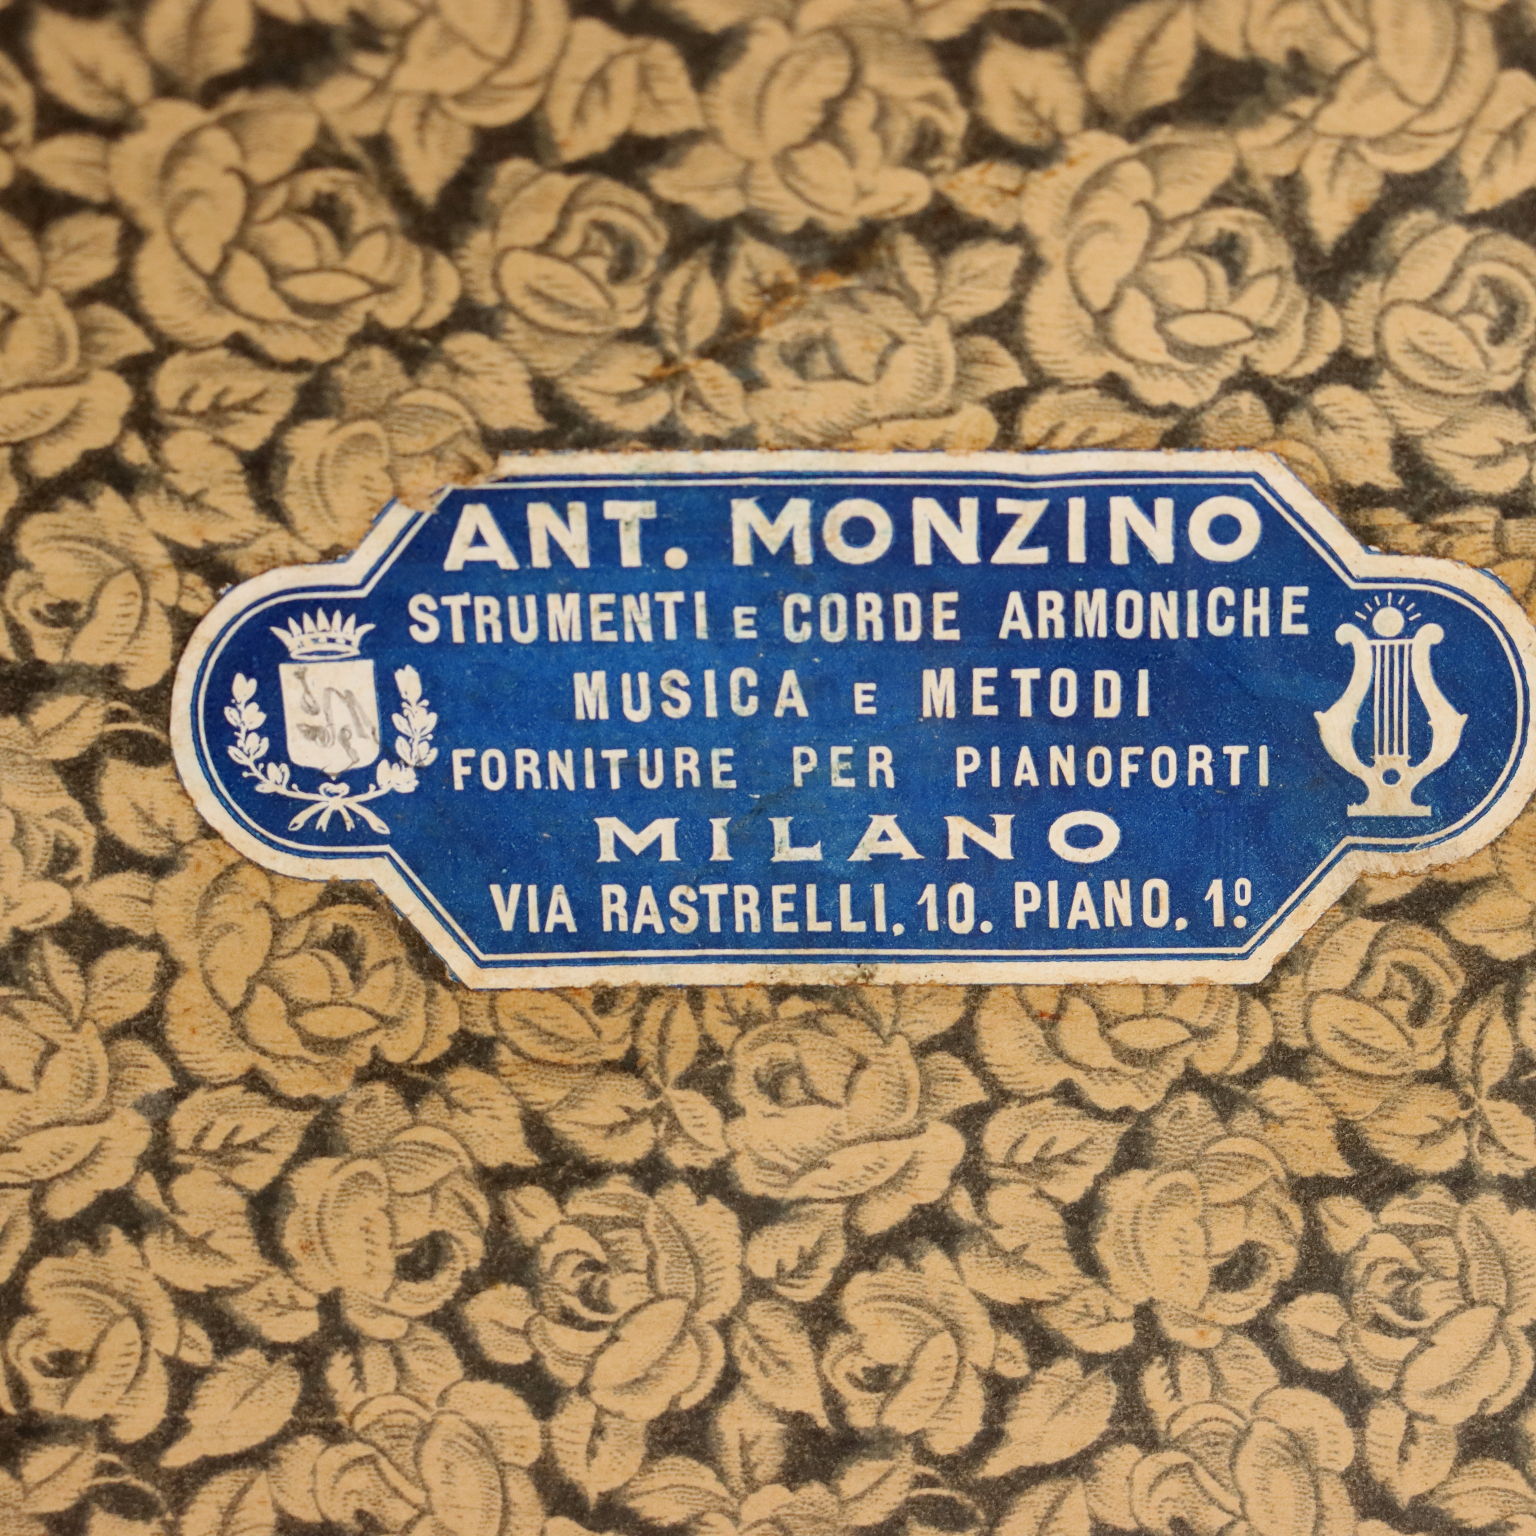 ANT. MONZINO
STRUMENTI E CORDE ARMONICHE
MUSICA E METODI
FORNITURE PER PIANOFORTI
MILANO
VIA RASTRELLI, 10. PIANO, 1º